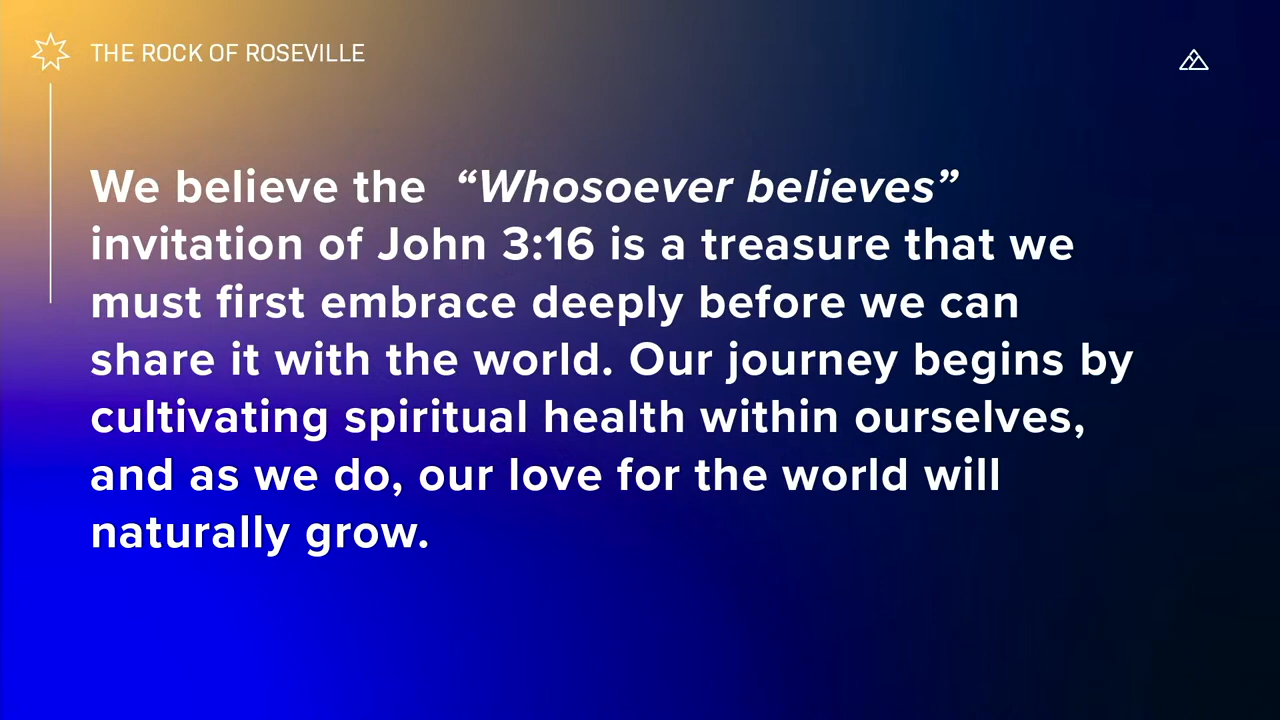 THE ROCK OF ROSEVILLE
We believe the “Whosoever believes”
invitation of John 3:16 is a treasure that we
must first embrace deeply before we can
share it with the world. Our journey begins by
cultivating spiritual health within ourselves,
and as we do, our love for the world will
naturally grow.